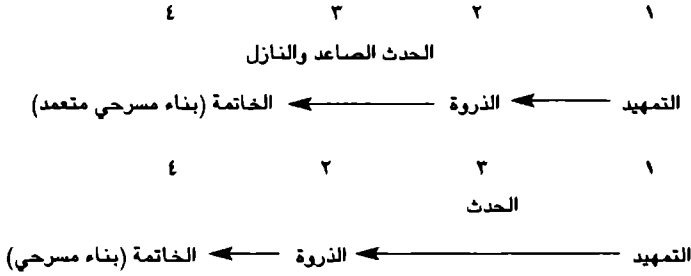 ١ ٢ ٣ ٤
الحدث الصاعد والنازل
التمهيد الذروة الخاتمة (بناء مسرحي متعمد)
١ ٣ ٢ ٤
الحدث
التمهيد الذروة الخاتمة (بناء مسرحي)